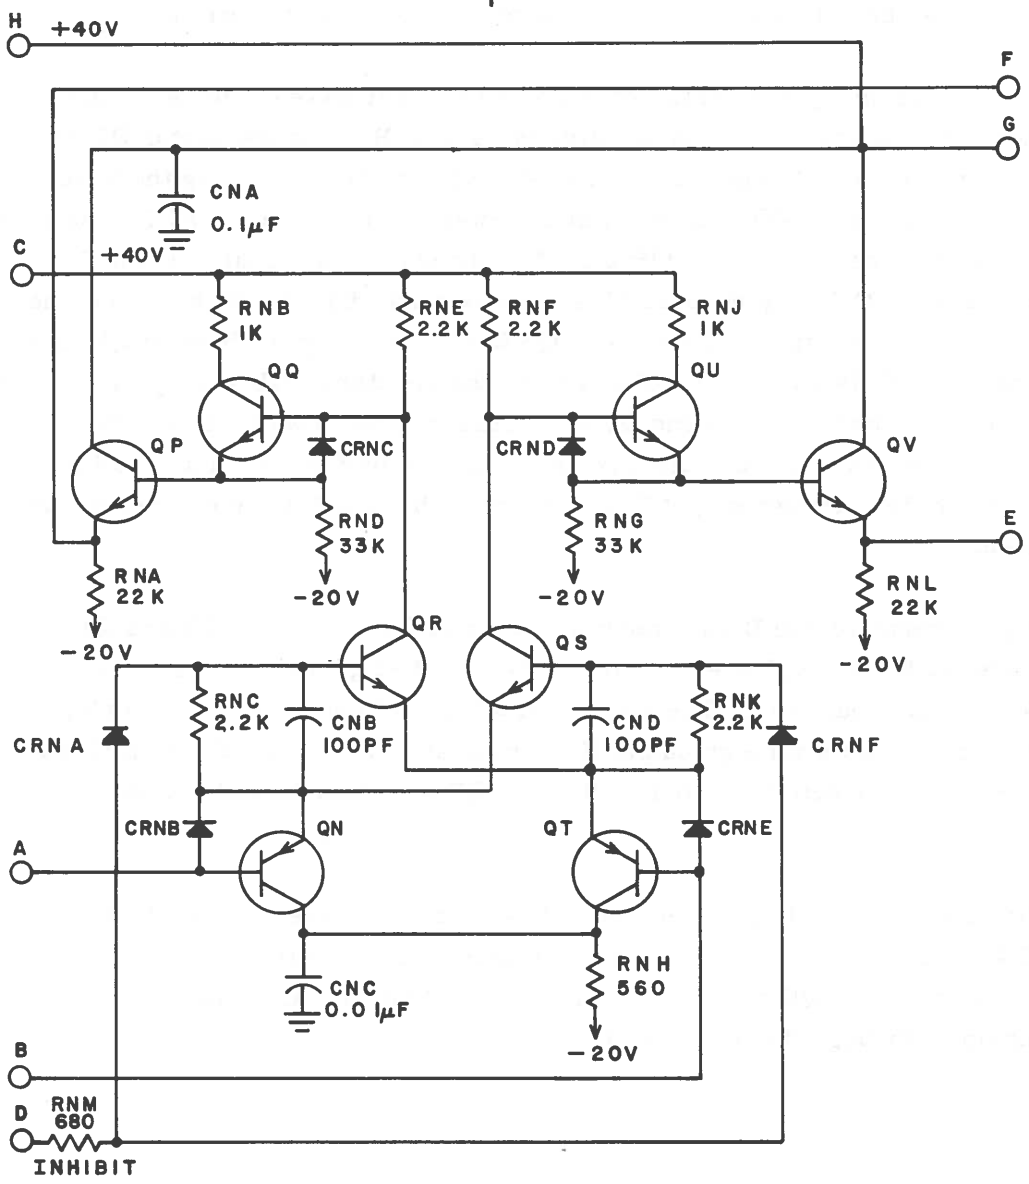 H
+40V
F
G
CNA
0.1μF
C
+40V
RNB
1K
RNE
2.2K
RNF
2.2K
RNJ
1K
QQ
QU
QP
CRNC
CRND
QV
RND
33K
RNG
33K
E
RNA
22K
-20V
-20V
RNL
22K
-20V
QR
QS
-20V
RNC
2.2K
CNB
100PF
CND
100PF
RNK
2.2K
CRNA
CRNF
CRNB
QN
QT
CRNE
A
RNH
560
CNC
0.01μF
-20V
B
D
RNM
680
INHIBIT